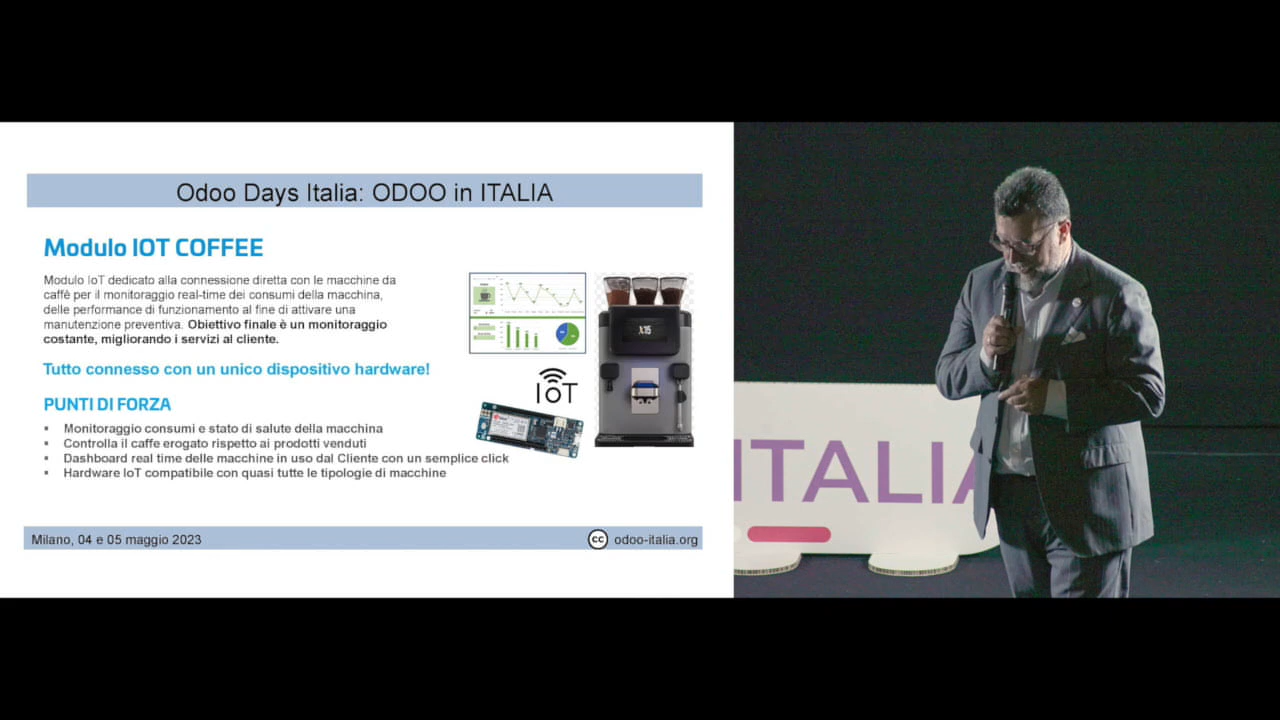 Odoo Days Italia: ODOO in ITALIA
Modulo IOT COFFEE
Modulo IoT dedicato alla connessione diretta con le macchine da
caffè per il monitoraggio real-time dei consumi della macchina,
delle performance di funzionamento al fine di attivare una
manutenzione preventiva. Obiettivo finale è un monitoraggio
costante, migliorando i servizi al cliente.
Tutto connesso con un unico dispositivo hardware!
PUNTI DI FORZA
▪ Monitoraggio consumi e stato di salute della macchina
▪ Controlla il caffe erogato rispetto ai prodotti venduti
▪ Dashboard real time delle macchine in uso dal Cliente con un semplice click
▪ Hardware IoT compatibile con quasi tutte le tipologie di macchine
X15
IoT
Milano, 04 e 05 maggio 2023
cc odoo-italia.org
ITALIA